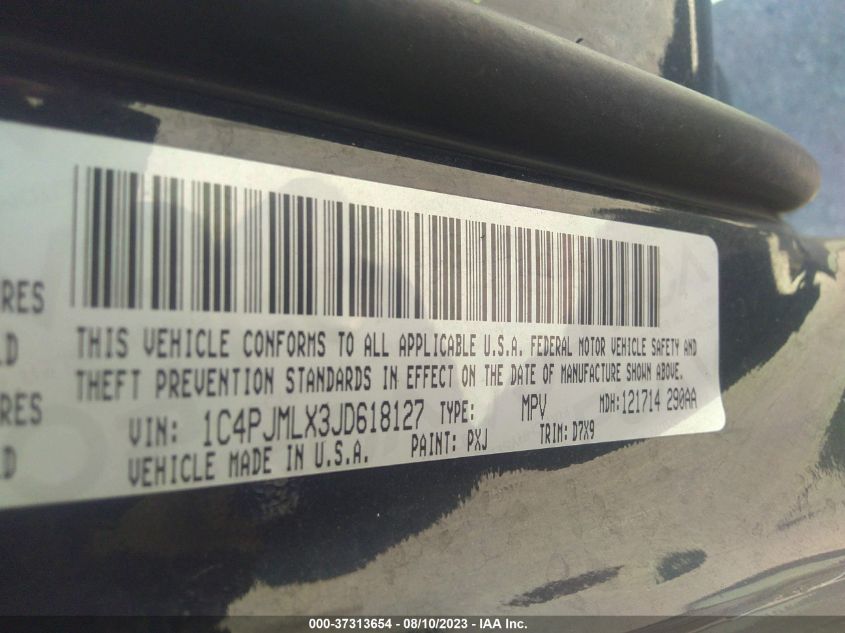 RES
LD
RES
LD
THIS VEHICLE CONFORMS TO ALL APPLICABLE U.S.A. FEDERAL MOTOR VEHICLE SAFETY AND
THEFT PREVENTION STANDARDS IN EFFECT ON THE DATE OF MANUFACTURE SHOWN ABOVE.
VIN: 1C4PJMLX3JD618127 TYPE: MPV MDH:121714 290AA
VEHICLE MADE IN U.S.A. PAINT: PXJ TRIM: D7X9
000-37313654 - 08/10/2023 - IAA Inc.